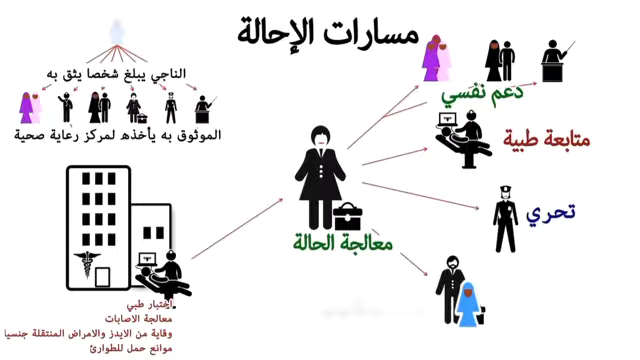 مسارات الإحالة
الناجي يبلغ شخصا يثق به
الموثوق به يأخذه لمركز رعاية صحية
دعم نفسي
متابعة طبية
تحري
معالجة الحالة
اختبار طبي
معالجة الاصابات
وقاية من الايدز والامراض المنتقلة جنسيا
موانع حمل للطوارئ